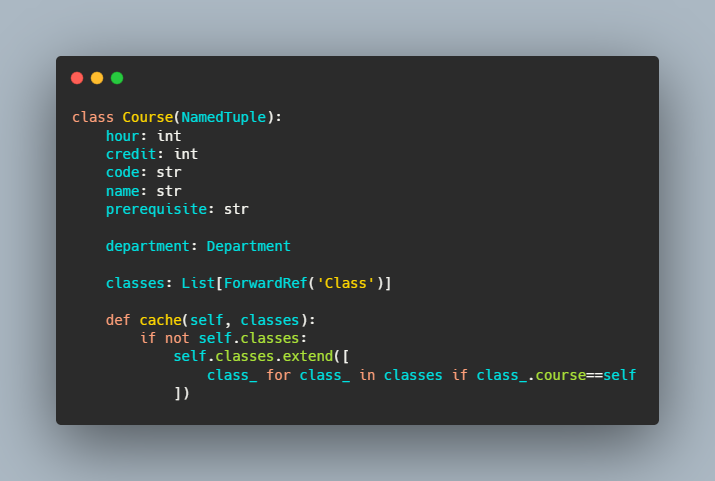 class Course(NamedTuple):
    hour: int
    credit: int
    code: str
    name: str
    prerequisite: str

    department: Department

    classes: List[ForwardRef('Class')]

    def cache(self, classes):
        if not self.classes:
            self.classes.extend([
                class_ for class_ in classes if class_.course==self
            ])